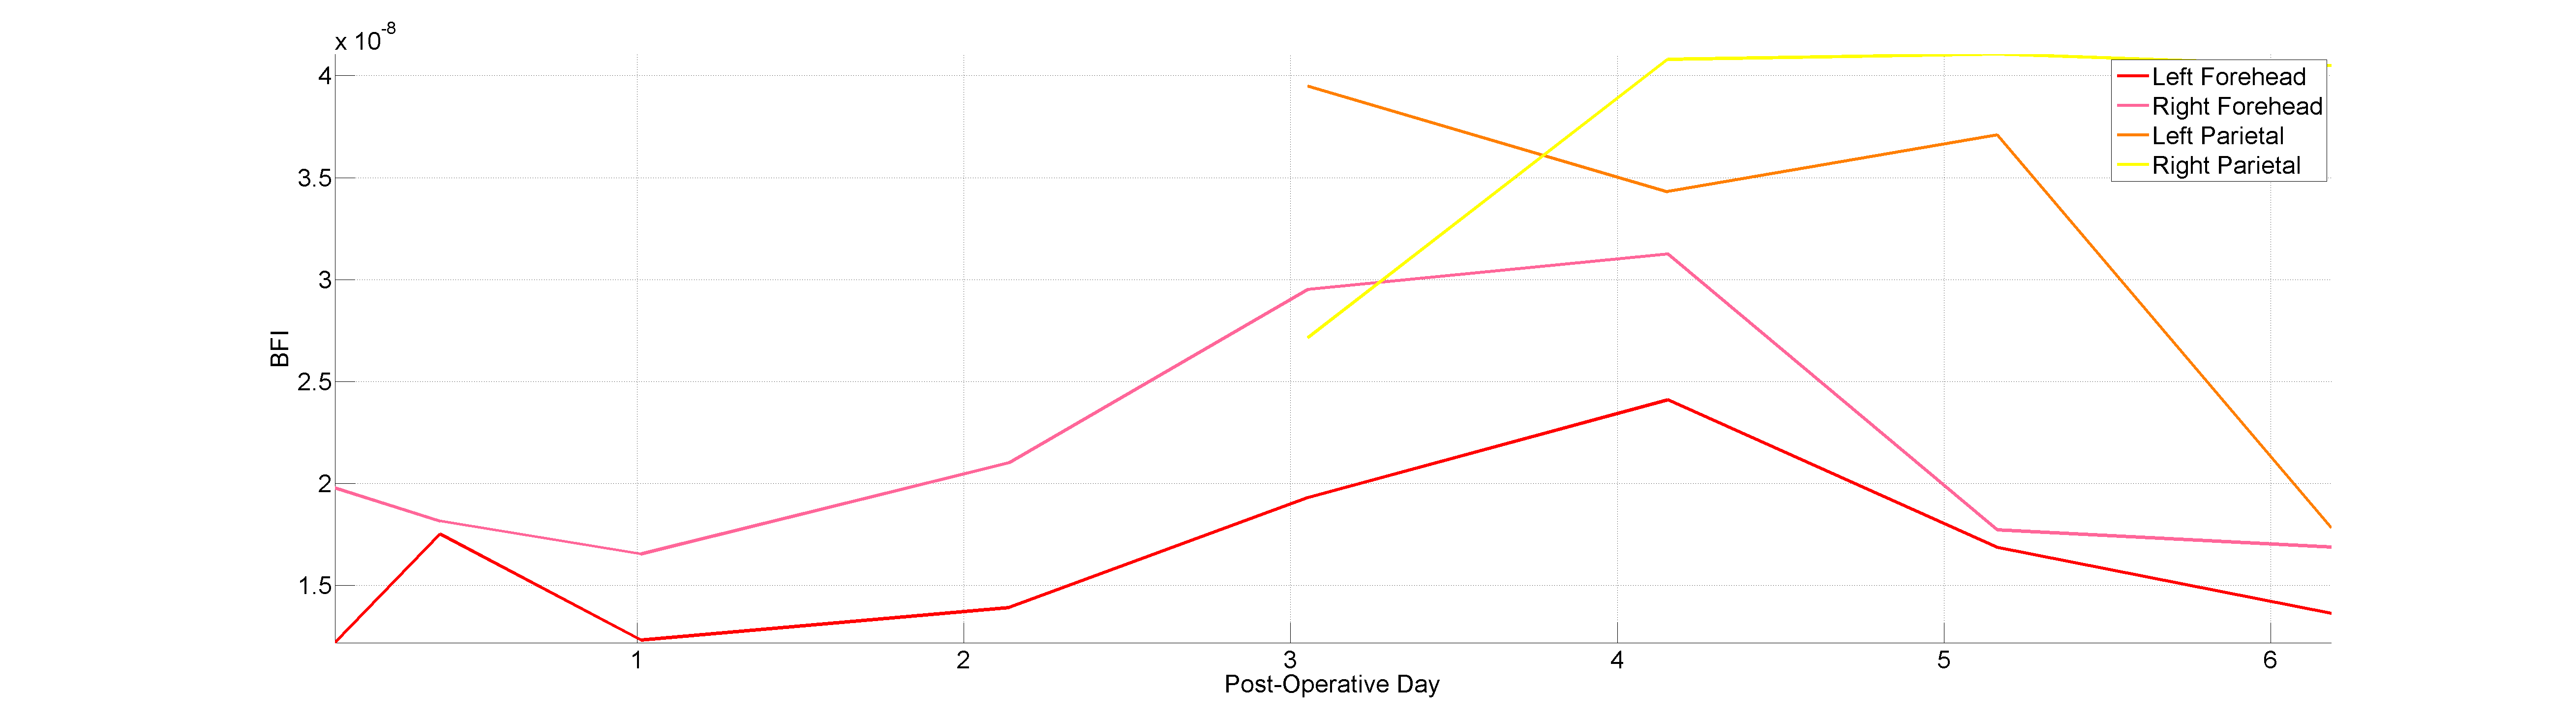 x 10-8
4
3.5
3
2.5
2
1.5
BFI
1 2 3 4 5 6
Post-Operative Day
Left Forehead
Right Forehead
Left Parietal
Right Parietal